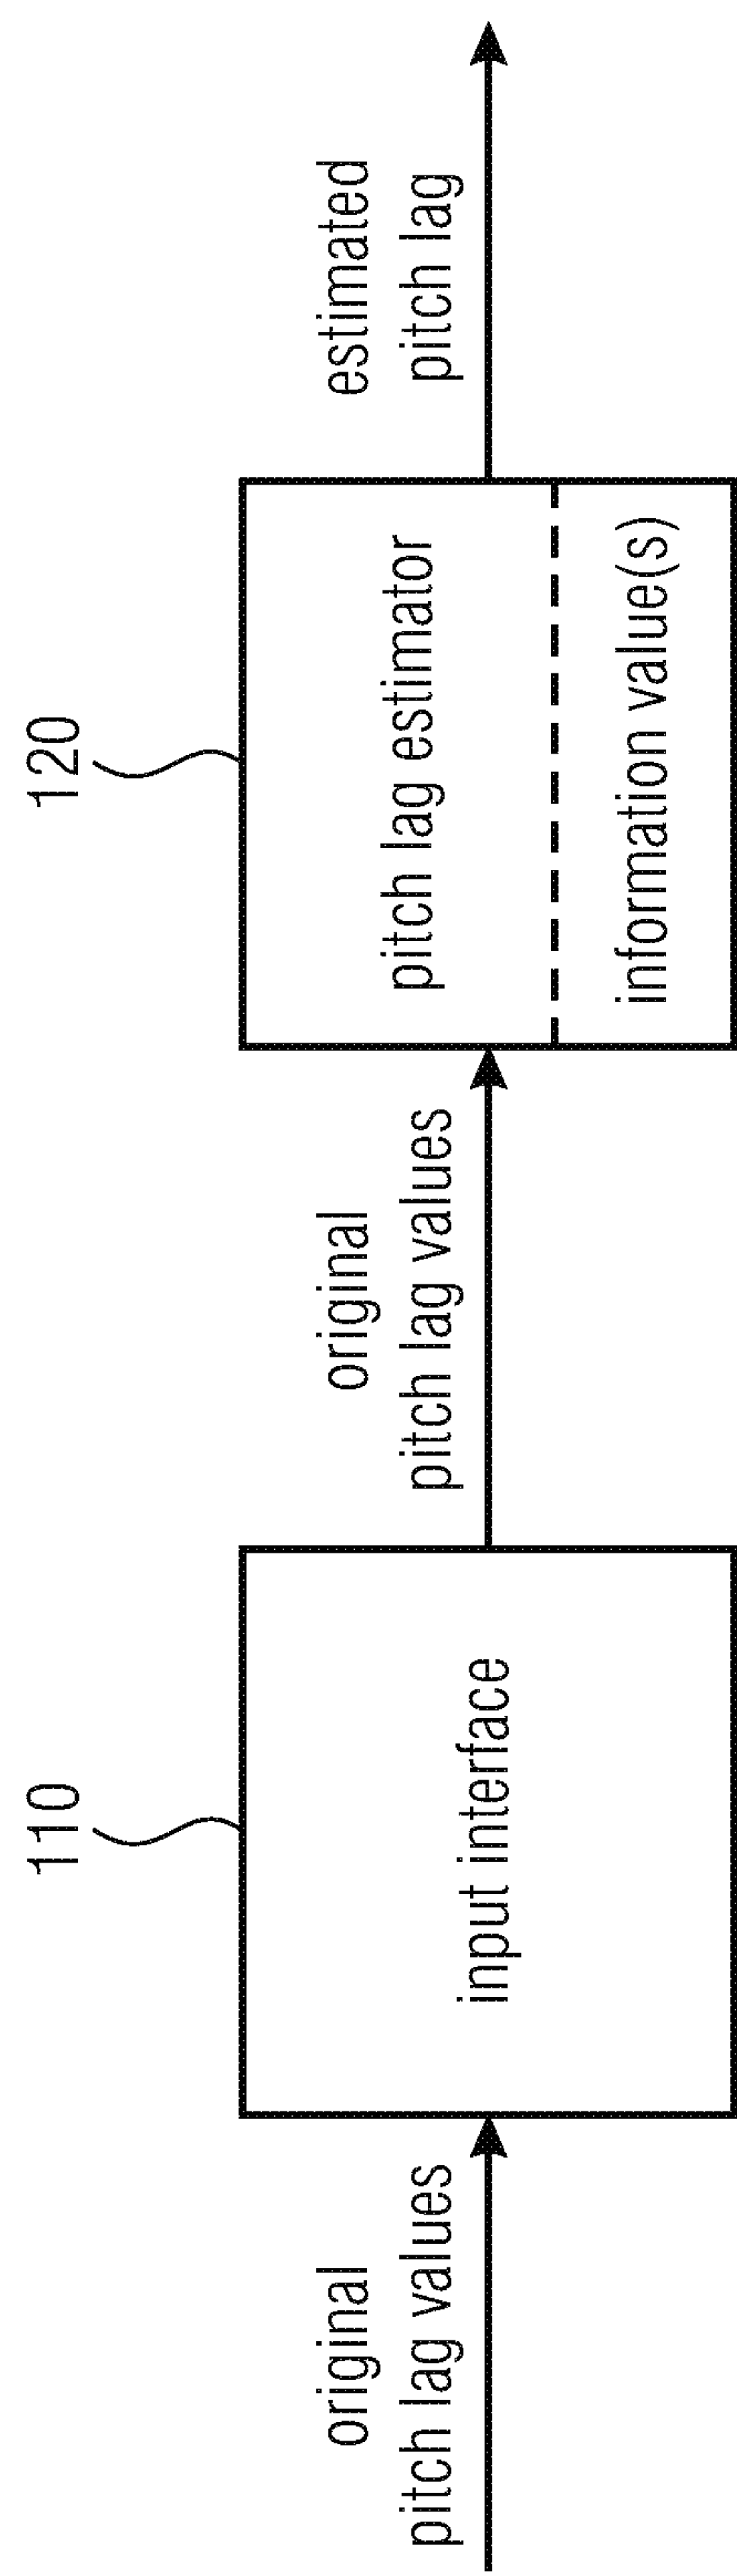 110
120
original
pitch lag values
input interface
original
pitch lag values
pitch lag estimator
information value(s)
estimated
pitch lag